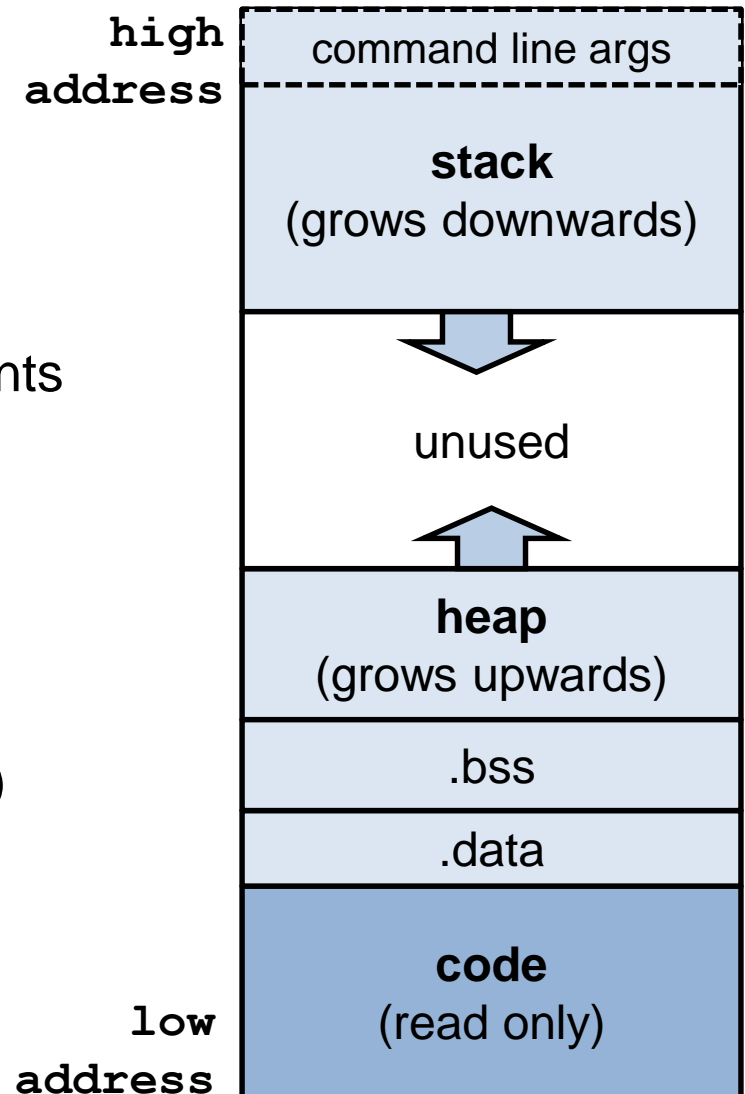 high
address
command line args
stack
(grows downwards)
nts
unused
heap
(grows upwards)
)
.bss
.data
code
(read only)
low
address